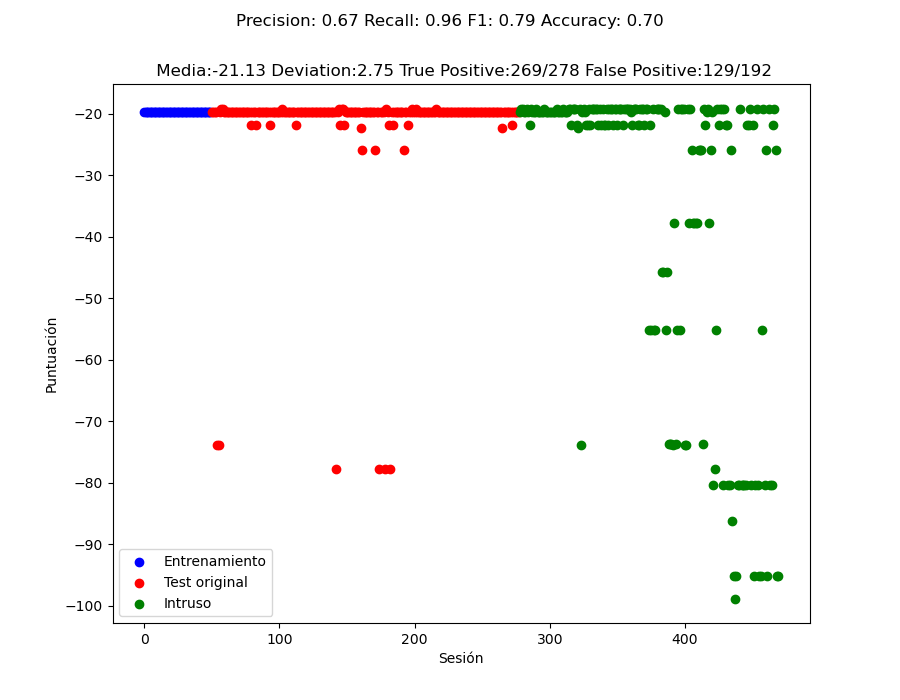 Precision: 0.67 Recall: 0.96 F1: 0.79 Accuracy: 0.70
Media:-21.13 Deviation:2.75 True Positive:269/278 False Positive:129/192
−20
−30
−40
−50
−60
−70
−80
−90
−100
Puntuación
Entrenamiento
Test original
Intruso
0
100
200
300
400
Sesión